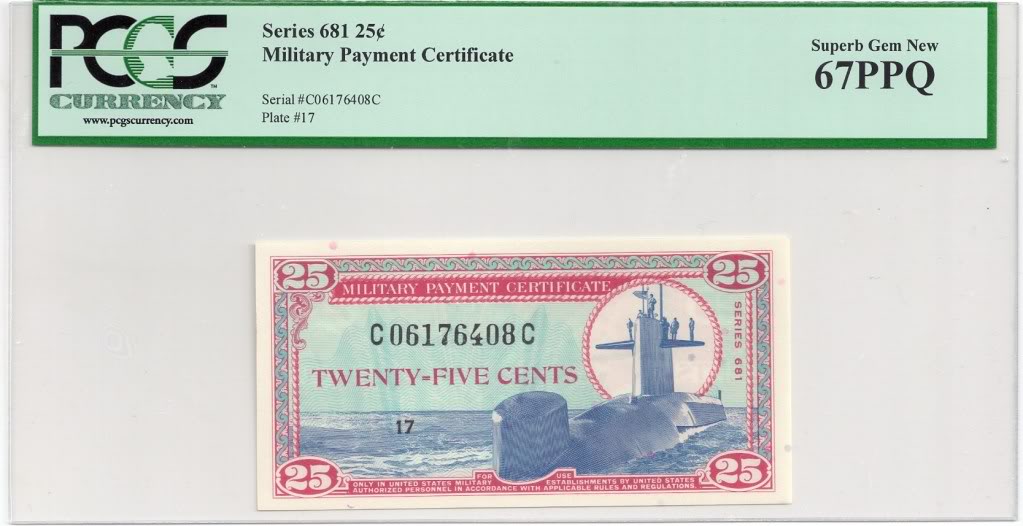 PCGS
CURRENCY
www.pcgscurrency.com
Series 681 25¢
Military Payment Certificate
Serial #C06176408C
Plate #17
Superb Gem New
67PPQ
25
25
MILITARY PAYMENT CERTIFICATE
C06176408C
SERIES 681
TWENTY-FIVE CENTS
17
25
25
ONLY IN UNITED STATES MILITARY FOR USE ESTABLISHMENTS BY UNITED STATES
AUTHORIZED PERSONNEL IN ACCORDANCE WITH APPLICABLE RULES AND REGULATIONS.